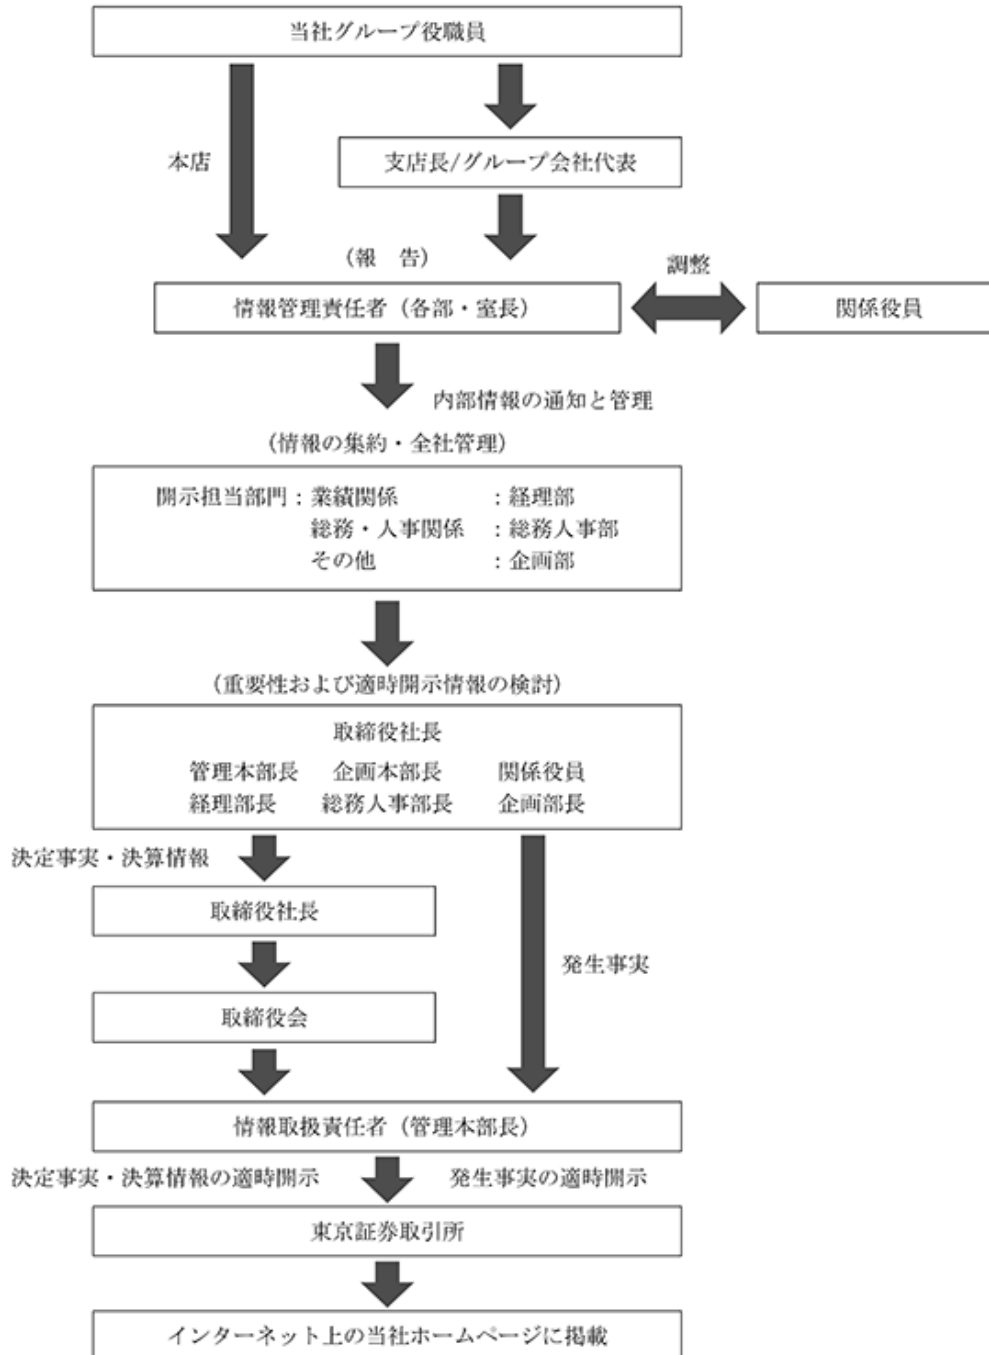 当社グループ役職員
本店
支店長/グループ会社代表
(報　告)
調整
情報管理責任者（各部・室長）
関係役員
内部情報の通知と管理
(情報の集約・全社管理)
開示担当部門：業績関係　：経理部
総務・人事関係　：総務人事部
その他　：企画部
(重要性および適時開示情報の検討)
取締役社長
管理本部長　企画本部長　関係役員
経理部長　総務人事部長　企画部長
決定事実・決算情報
取締役社長
発生事実
取締役会
情報取扱責任者（管理本部長）
決定事実・決算情報の適時開示　発生事実の適時開示
東京証券取引所
インターネット上の当社ホームページに掲載